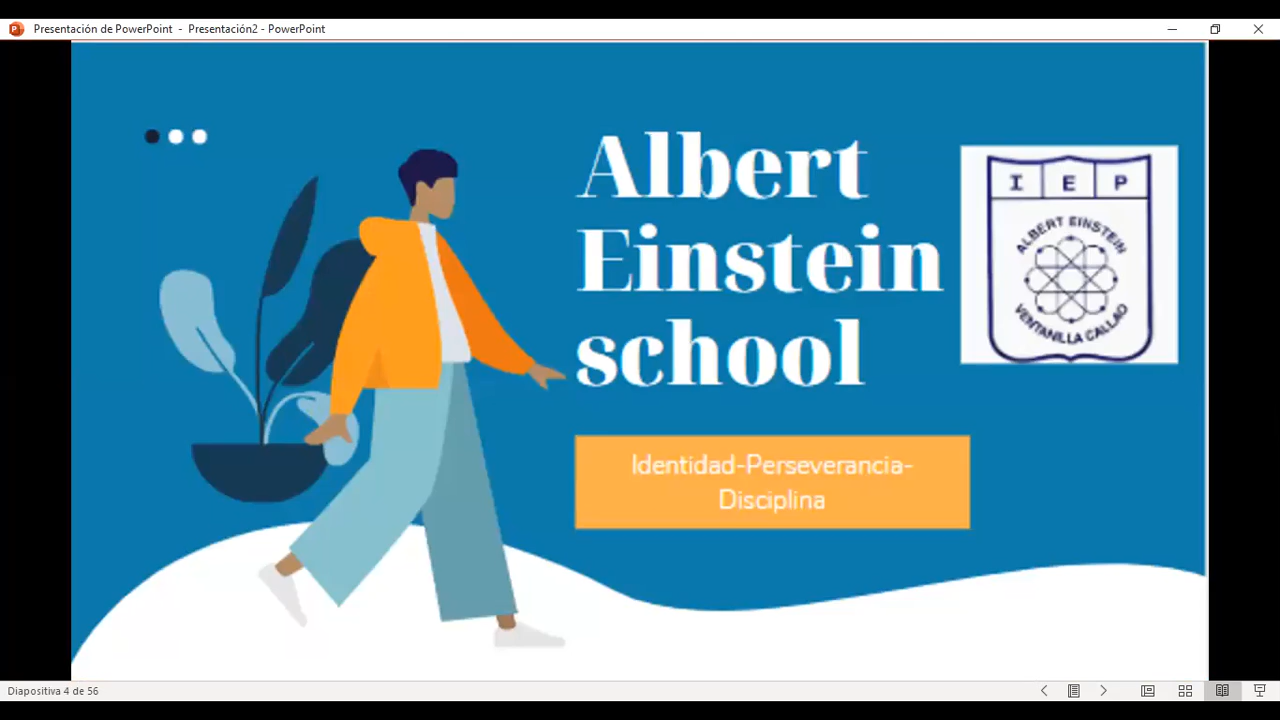 Presentación de PowerPoint - Presentación2 - PowerPoint
Albert
Einstein
school
I E P
ALBERT EINSTEIN
VENTANILLA CALLAO
Identidad-Perseverancia-
Disciplina
Diapositiva 4 de 56